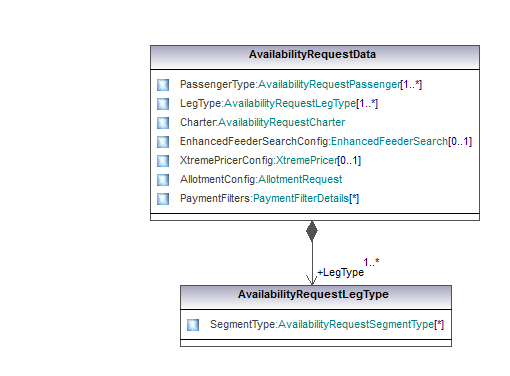 AvailabilityRequestData
PassengerType:AvailabilityRequestPassenger[1..*]
LegType:AvailabilityRequestLegType[1..*]
Charter:AvailabilityRequestCharter
EnhancedFeederSearchConfig:EnhancedFeederSearch[0..1]
XtremePricerConfig:XtremePricer[0..1]
AllotmentConfig:AllotmentRequest
PaymentFilters:PaymentFilterDetails[*]
1..*
+LegType
AvailabilityRequestLegType
SegmentType:AvailabilityRequestSegmentType[*]